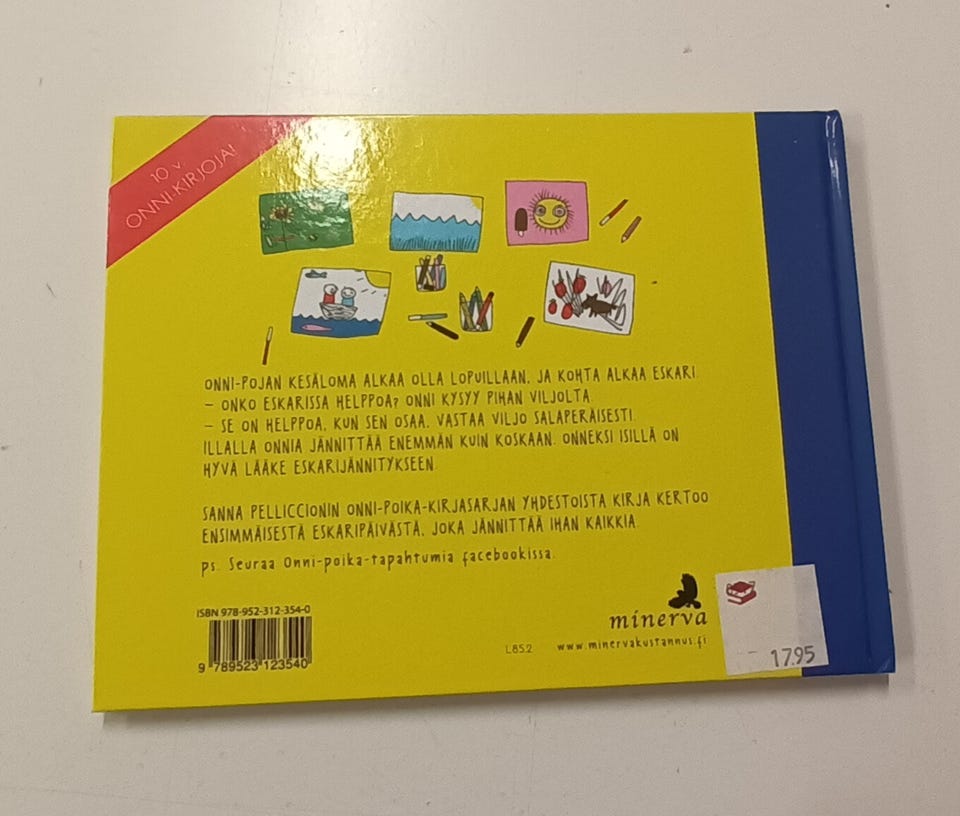 10 v.
ONNI-KIRJOJA!
ONNI-POJAN KESÄLOMA ALKAA OLLA LOPUILLAAN, JA KOHTA ALKAA ESKARI.
– ONKO ESKARISSA HELPPOA? ONNI KYSYY PIHAN VILJOLTA.
– SE ON HELPPOA, KUN SEN OSAA, VASTAA VILJO SALAPERÄISESTI.
ILLALLA ONNIA JÄNNITTÄÄ ENEMMÄN KUIN KOSKAAN. ONNEKSI ISILLÄ ON
HYVÄ LÄÄKE ESKARIJÄNNITYKSEEN.
SANNA PELLICCIONIN ONNI-POIKA-KIRJASARJAN YHDESTOISTA KIRJA KERTOO
ENSIMMÄISESTÄ ESKARIPÄIVÄSTÄ, JOKA JÄNNITTÄÄ IHAN KAIKKIA.
ps. Seuraa Onni-poika-tapahtumia facebookissa.
ISBN 978-952-312-354-0
9 789523 123540
L85.2
minerva
www.minervakustannus.fi
17.95